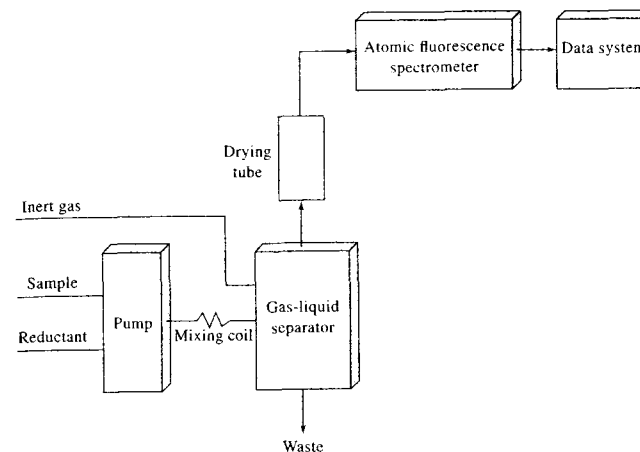 Atomic fluorescence
spectrometer
Data system
Drying
tube
Inert gas
Sample
Reductant
Pump
Mixing coil
Gas-liquid
separator
Waste